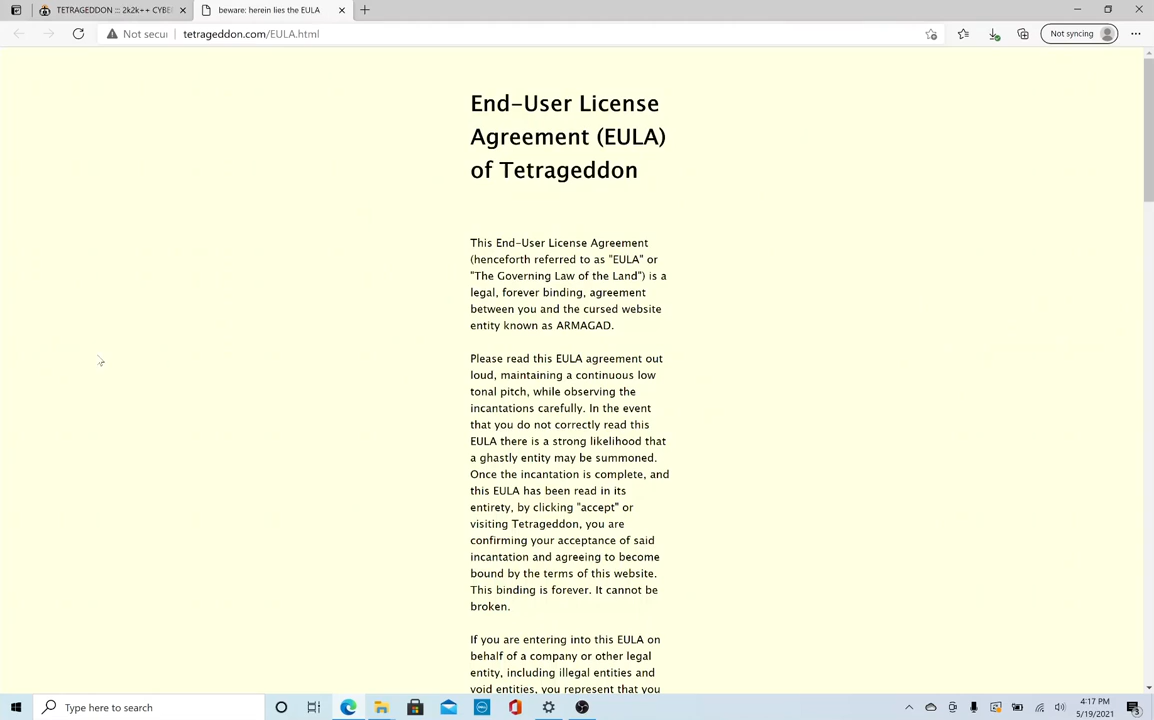 TETRAGEDDON ::: 2k2k++ CYBE
beware: herein lies the EULA
Not secu
tetrageddon.com/EULA.html
Not syncing
End-User License
Agreement (EULA)
of Tetrageddon
This End-User License Agreement
(henceforth referred to as "EULA" or
"The Governing Law of the Land") is a
legal, forever binding, agreement
between you and the cursed website
entity known as ARMAGAD.
Please read this EULA agreement out
loud, maintaining a continuous low
tonal pitch, while observing the
incantations carefully. In the event
that you do not correctly read this
EULA there is a strong likelihood that
a ghastly entity may be summoned.
Once the incantation is complete, and
this EULA has been read in its
entirety, by clicking "accept" or
visiting Tetrageddon, you are
confirming your acceptance of said
incantation and agreeing to become
bound by the terms of this website.
This binding is forever. It cannot be
broken.
If you are entering into this EULA on
behalf of a company or other legal
entity, including illegal entities and
void entities, you represent that you
Type here to search
DELL
4:17 PM
5/19/2021
3